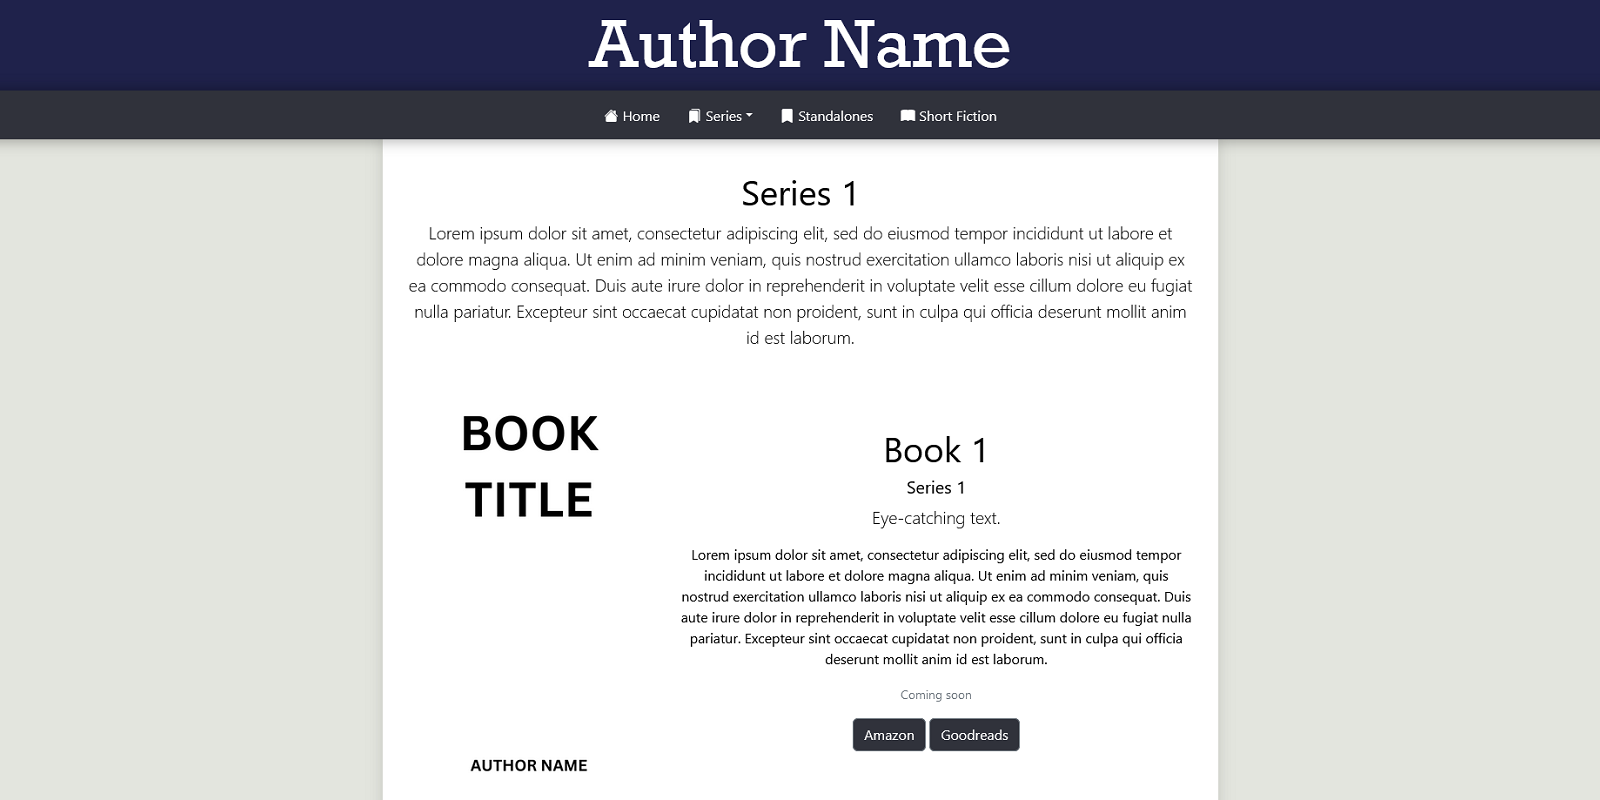 Author Name
Home Series Standalones Short Fiction
Series 1
Lorem ipsum dolor sit amet, consectetur adipiscing elit, sed do eiusmod tempor incididunt ut labore et
dolore magna aliqua. Ut enim ad minim veniam, quis nostrud exercitation ullamco laboris nisi ut aliquip ex
ea commodo consequat. Duis aute irure dolor in reprehenderit in voluptate velit esse cillum dolore eu fugiat
nulla pariatur. Excepteur sint occaecat cupidatat non proident, sunt in culpa qui officia deserunt mollit anim
id est laborum.
BOOK
TITLE
AUTHOR NAME
Book 1
Series 1
Eye-catching text.
Lorem ipsum dolor sit amet, consectetur adipiscing elit, sed do eiusmod tempor
incididunt ut labore et dolore magna aliqua. Ut enim ad minim veniam, quis
nostrud exercitation ullamco laboris nisi ut aliquip ex ea commodo consequat. Duis
aute irure dolor in reprehenderit in voluptate velit esse cillum dolore eu fugiat nulla
pariatur. Excepteur sint occaecat cupidatat non proident, sunt in culpa qui officia
deserunt mollit anim id est laborum.
Coming soon
Amazon Goodreads